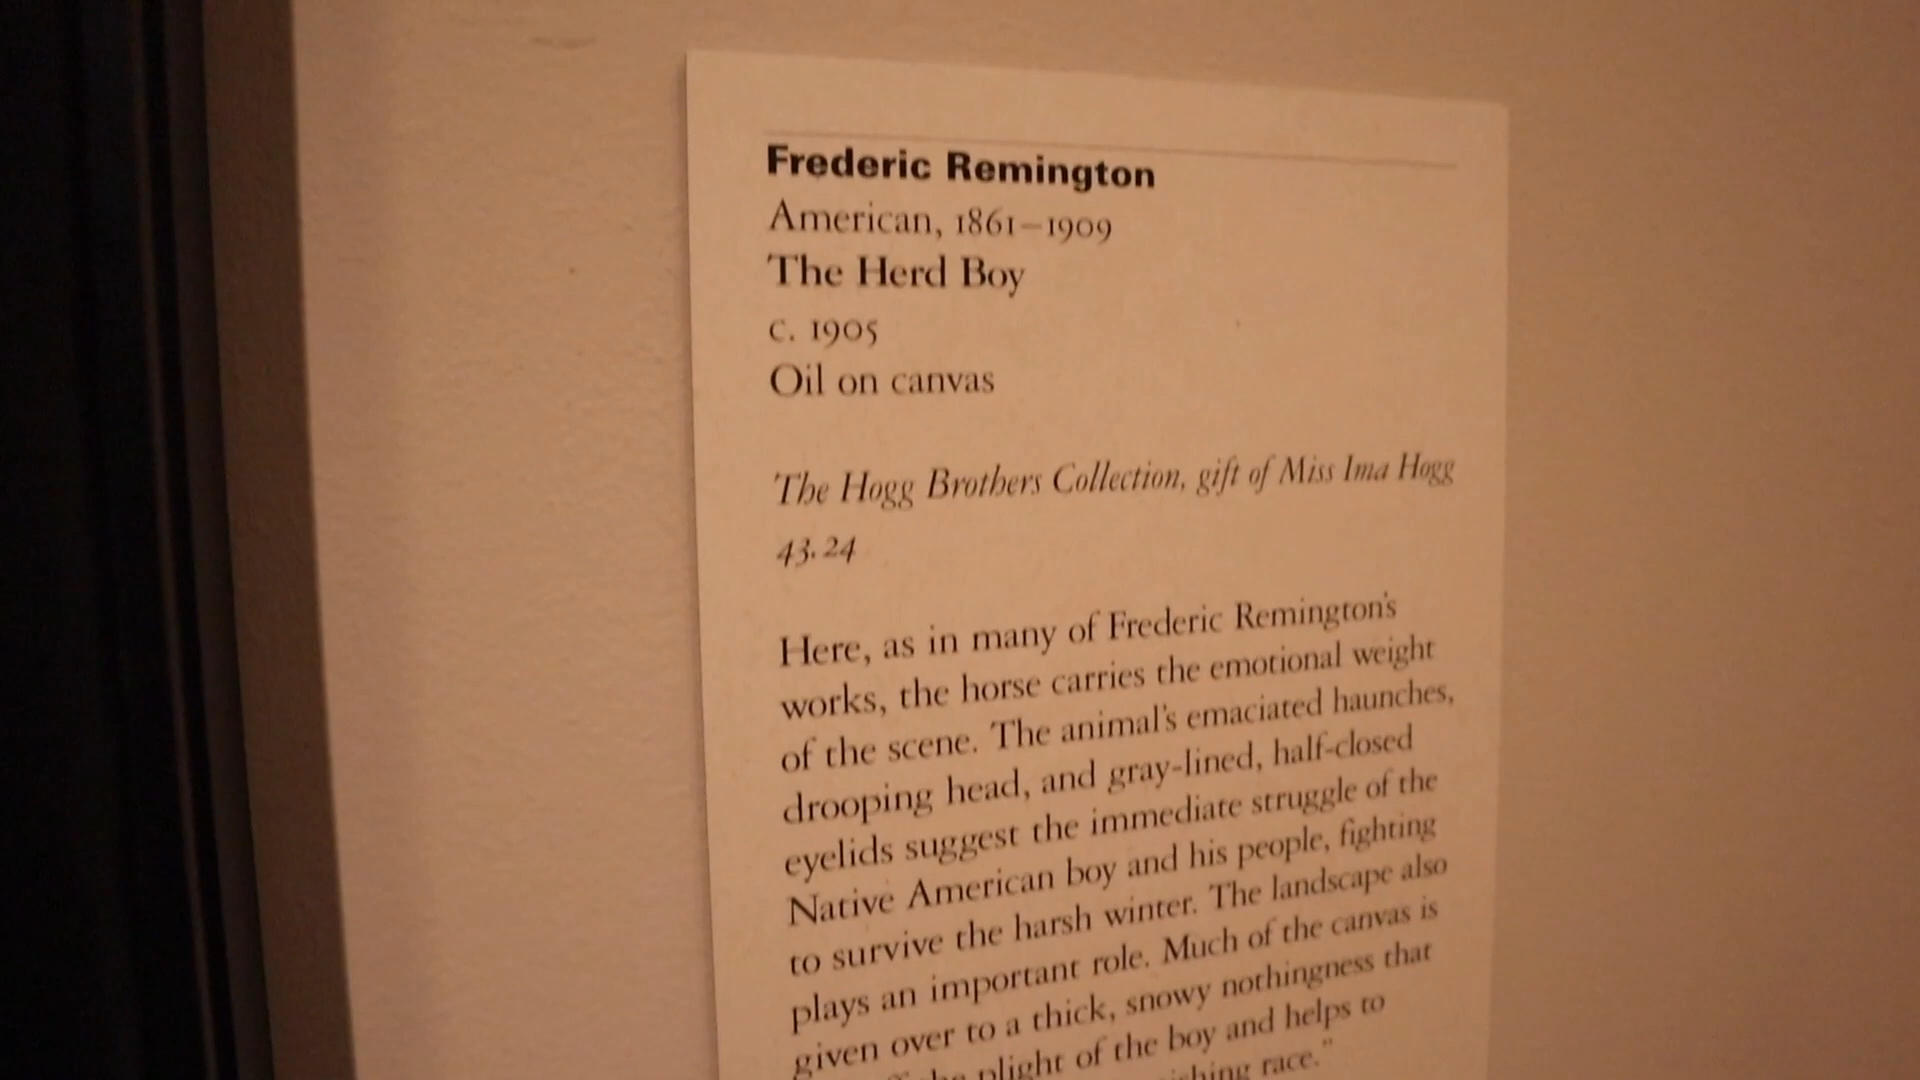 Frederic Remington
American, 1861–1909
The Herd Boy
c. 1905
Oil on canvas
The Hogg Brothers Collection, gift of Miss Ima Hogg
43.24
Here, as in many of Frederic Remington's
works, the horse carries the emotional weight
of the scene. The animal's emaciated haunches,
drooping head, and gray-lined, half-closed
eyelids suggest the immediate struggle of the
Native American boy and his people, fighting
to survive the harsh winter. The landscape also
plays an important role. Much of the canvas is
given over to a thick, snowy nothingness that
plight of the boy and helps to
race."